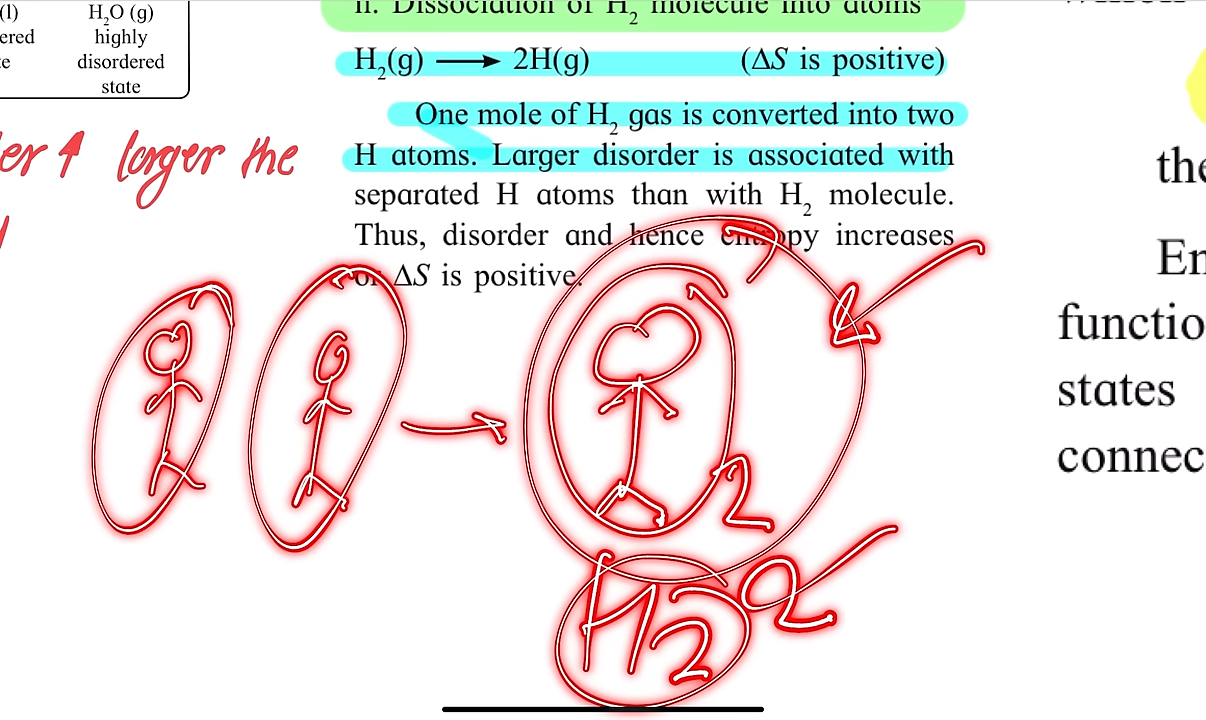 (l) H₂O (g)
ered highly
te disordered
state
er ↑ larger the
ii. Dissociation of H₂ molecule into atoms
H₂(g) ⟶ 2H(g) (ΔS is positive)
One mole of H₂ gas is converted into two
H atoms. Larger disorder is associated with
separated H atoms than with H₂ molecule.
Thus, disorder and hence entropy increases
or ΔS is positive.
2
2
H₂
2
the
En
functio
states
connec